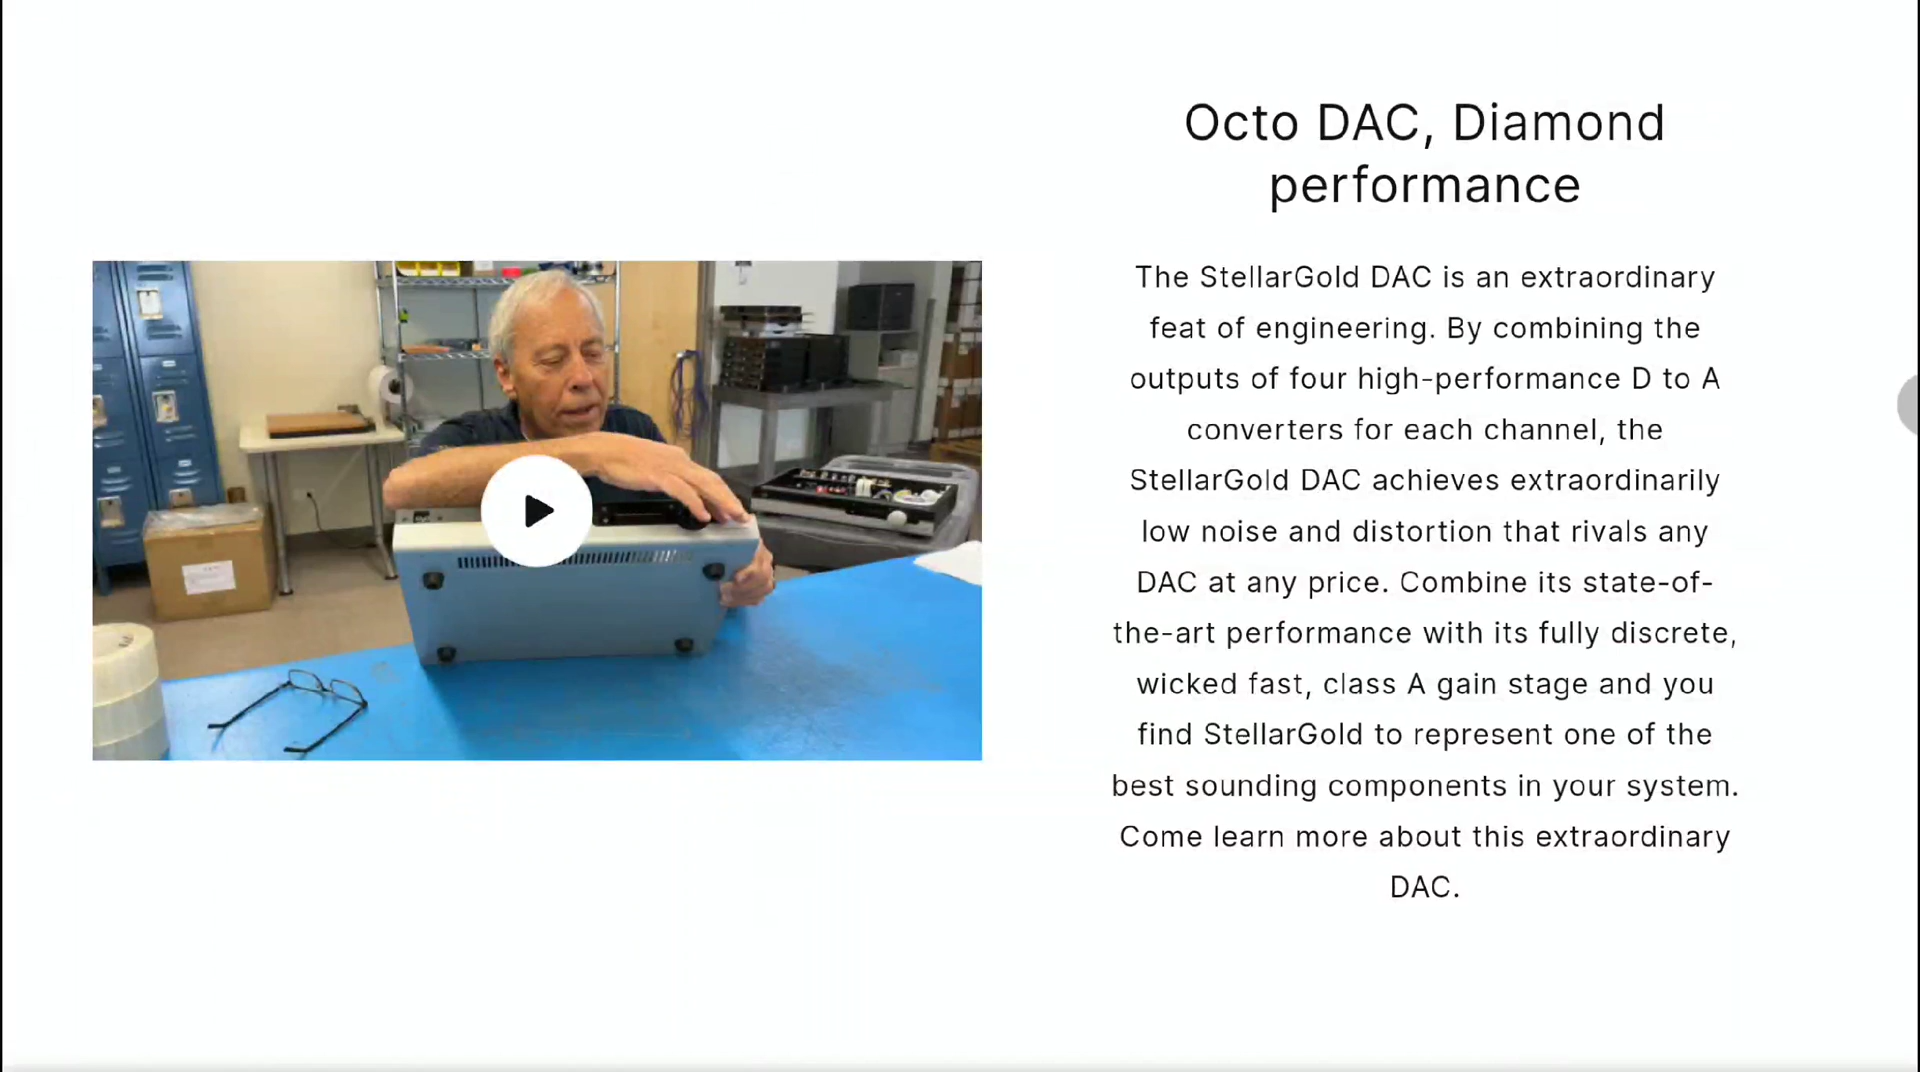 Octo DAC, Diamond
performance
The StellarGold DAC is an extraordinary
feat of engineering. By combining the
outputs of four high-performance D to A
converters for each channel, the
StellarGold DAC achieves extraordinarily
low noise and distortion that rivals any
DAC at any price. Combine its state-of-
the-art performance with its fully discrete,
wicked fast, class A gain stage and you
find StellarGold to represent one of the
best sounding components in your system.
Come learn more about this extraordinary
DAC.